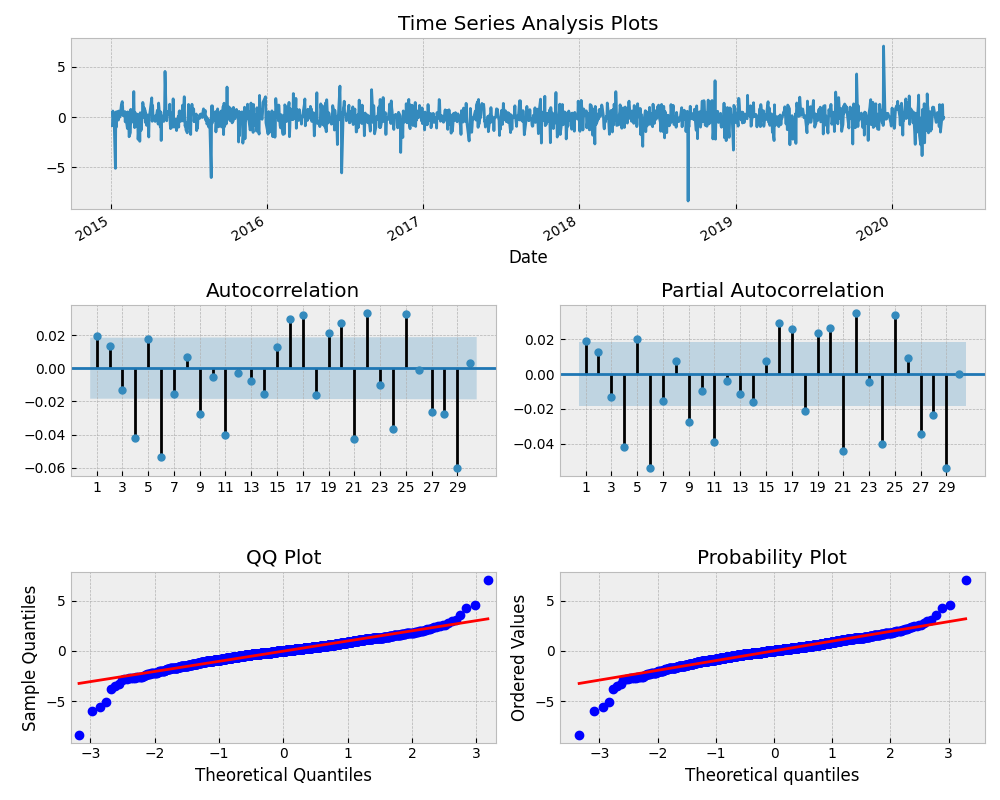 Time Series Analysis Plots
5
0
−5
2015 2016 2017 2018 2019 2020
Date
Autocorrelation
0.02
0.00
−0.02
−0.04
−0.06
1 3 5 7 9 11 13 15 17 19 21 23 25 27 29
Partial Autocorrelation
0.02
0.00
−0.02
−0.04
1 3 5 7 9 11 13 15 17 19 21 23 25 27 29
QQ Plot
Sample Quantiles
5
0
−5
−3 −2 −1 0 1 2 3
Theoretical Quantiles
Probability Plot
Ordered Values
5
0
−5
−3 −2 −1 0 1 2 3
Theoretical quantiles